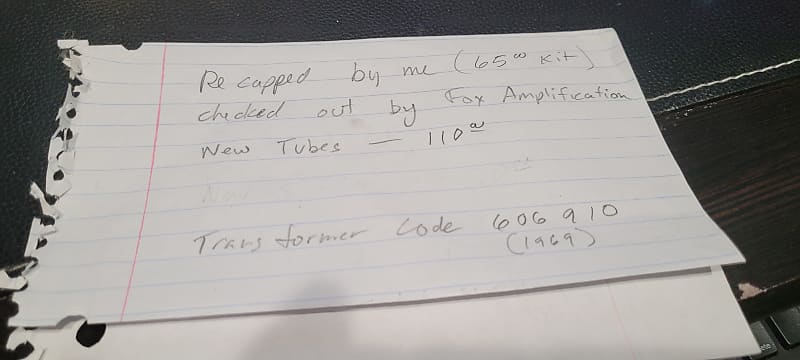 Re capped by me (65⁰⁰ Kit)
checked out by Fox Amplification
New Tubes — 110⁰⁰
Transformer Code 606 910
(1969)